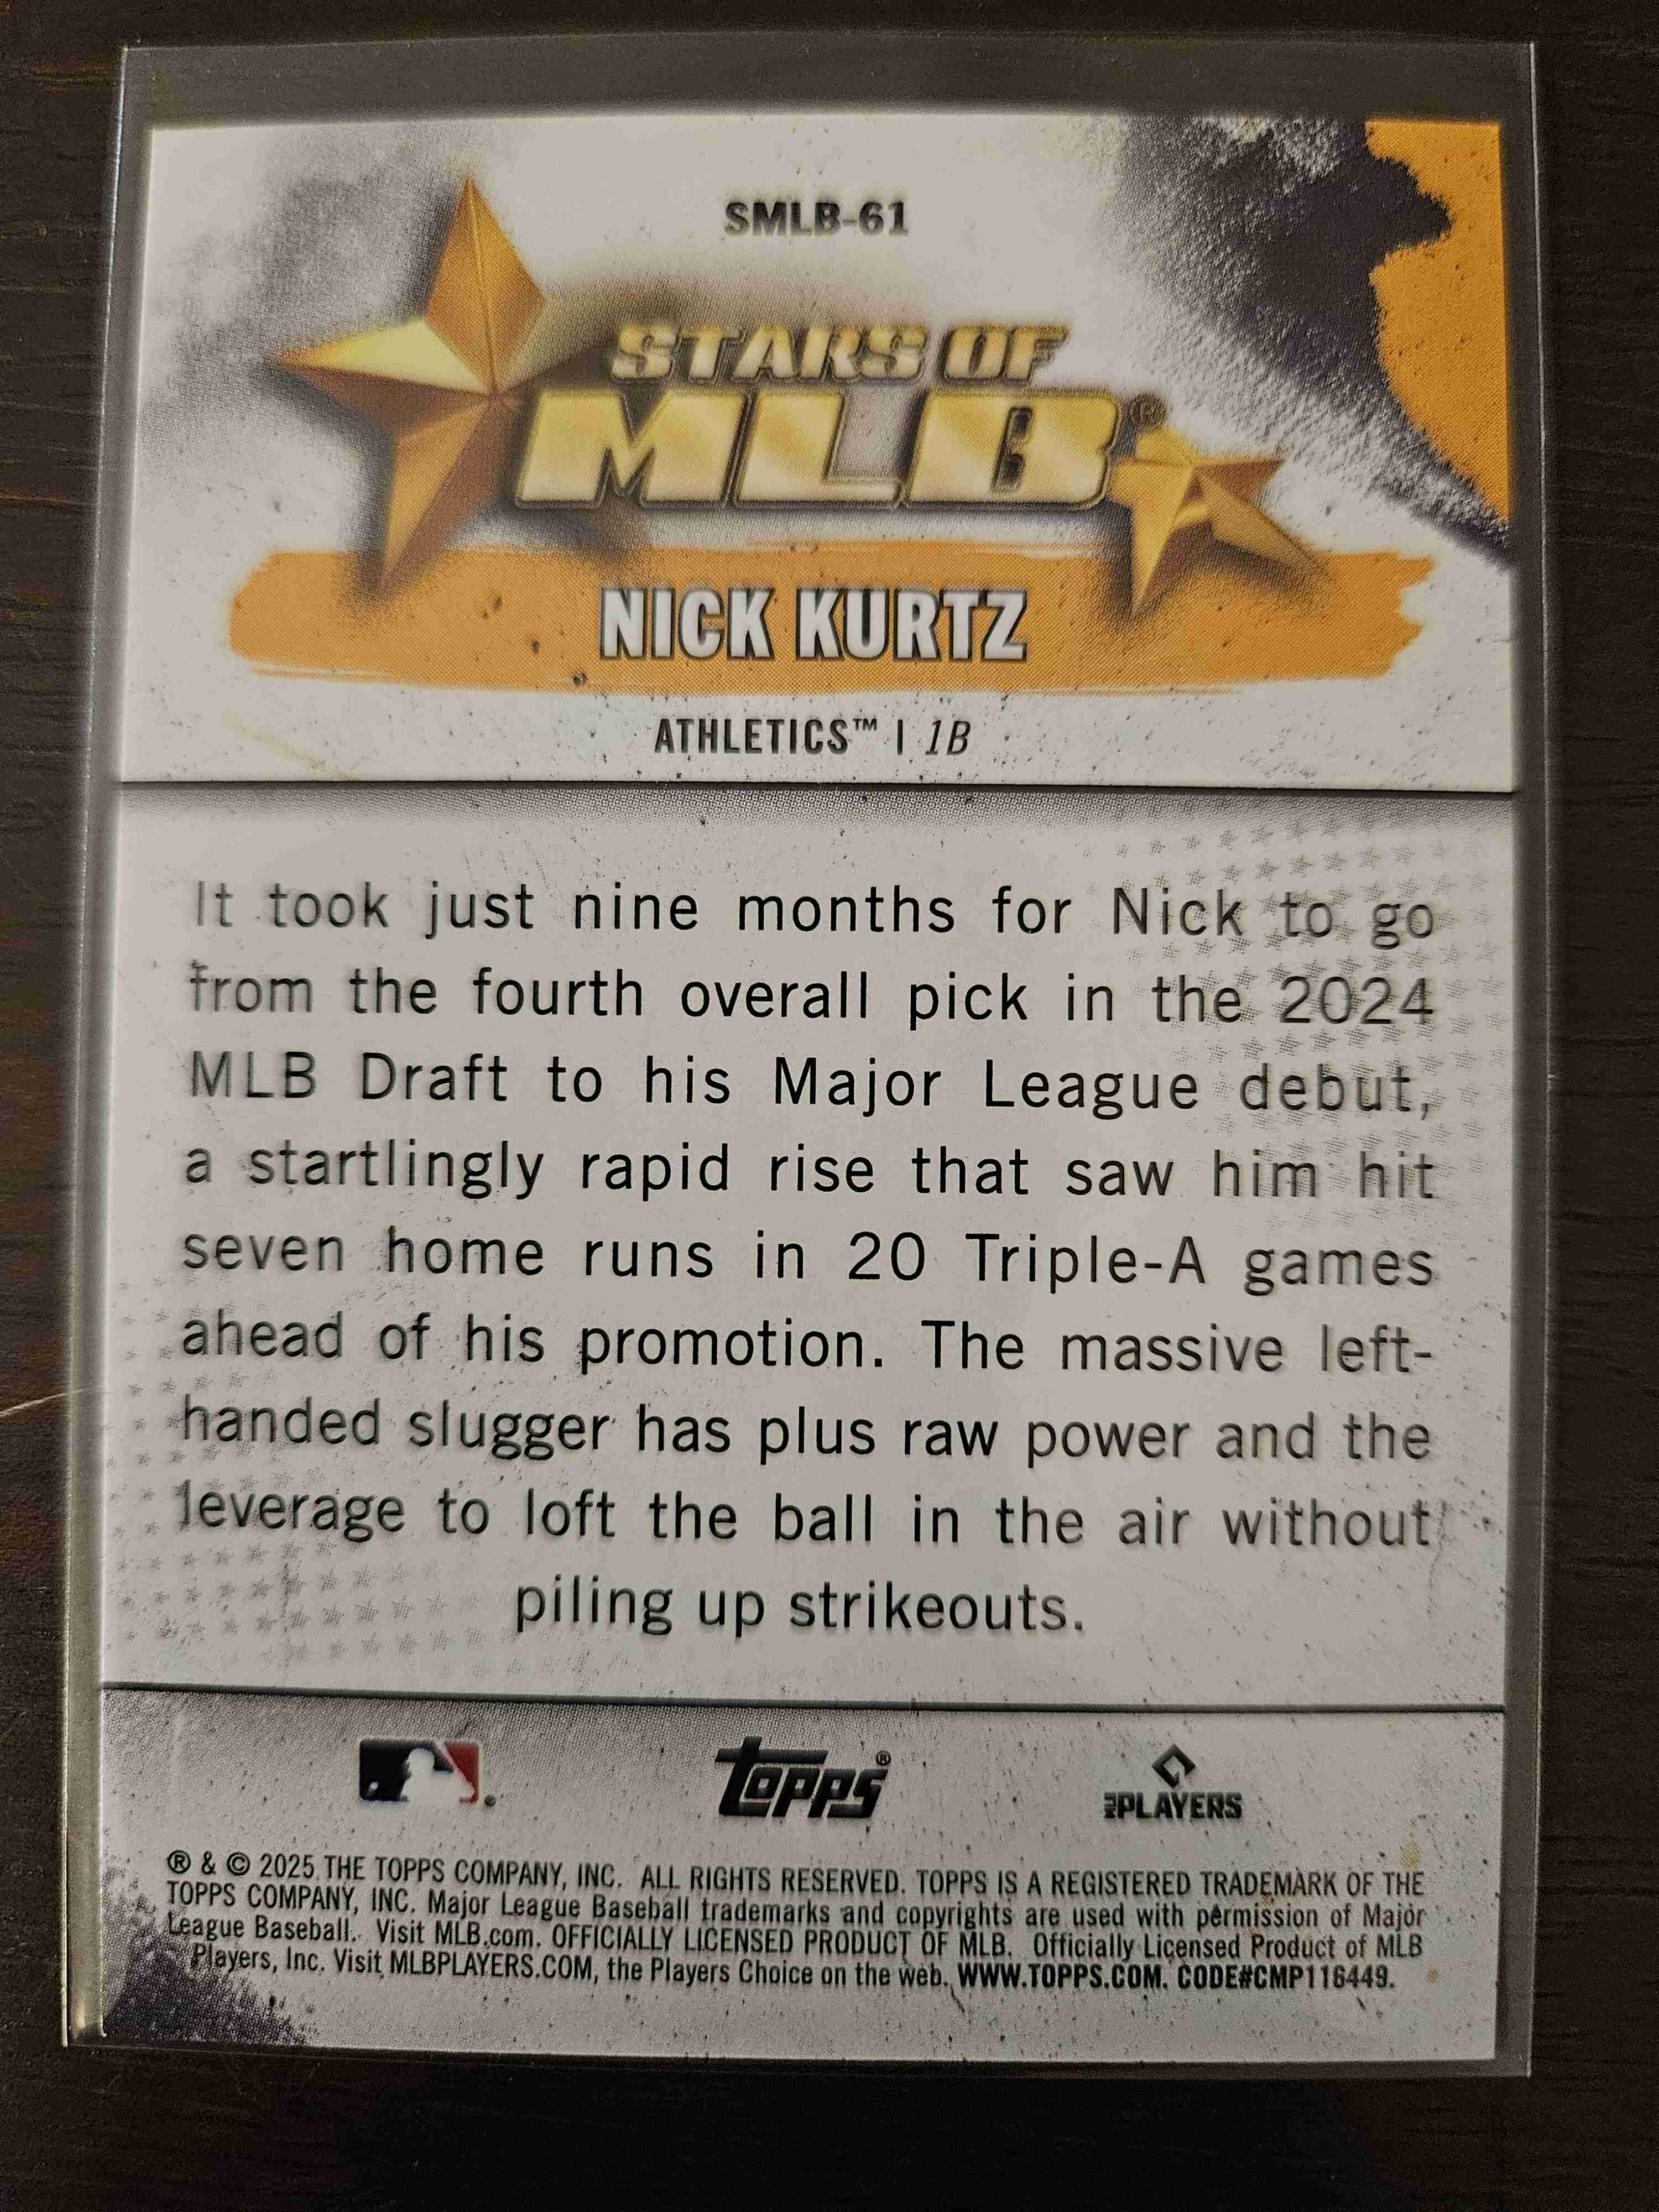 SMLB-61
STARS OF
MLB®
NICK KURTZ
ATHLETICS™ | 1B
It took just nine months for Nick to go
from the fourth overall pick in the 2024
MLB Draft to his Major League debut,
a startlingly rapid rise that saw him hit
seven home runs in 20 Triple-A games
ahead of his promotion. The massive left-
handed slugger has plus raw power and the
leverage to loft the ball in the air without
piling up strikeouts.
topps®
MLB PLAYERS
® & © 2025 THE TOPPS COMPANY, INC. ALL RIGHTS RESERVED. TOPPS IS A REGISTERED TRADEMARK OF THE
TOPPS COMPANY, INC. Major League Baseball trademarks and copyrights are used with permission of Major
League Baseball. Visit MLB.com. OFFICIALLY LICENSED PRODUCT OF MLB. Officially Licensed Product of MLB
Players, Inc. Visit MLBPLAYERS.COM, the Players Choice on the web. WWW.TOPPS.COM. CODE#CMP116449.